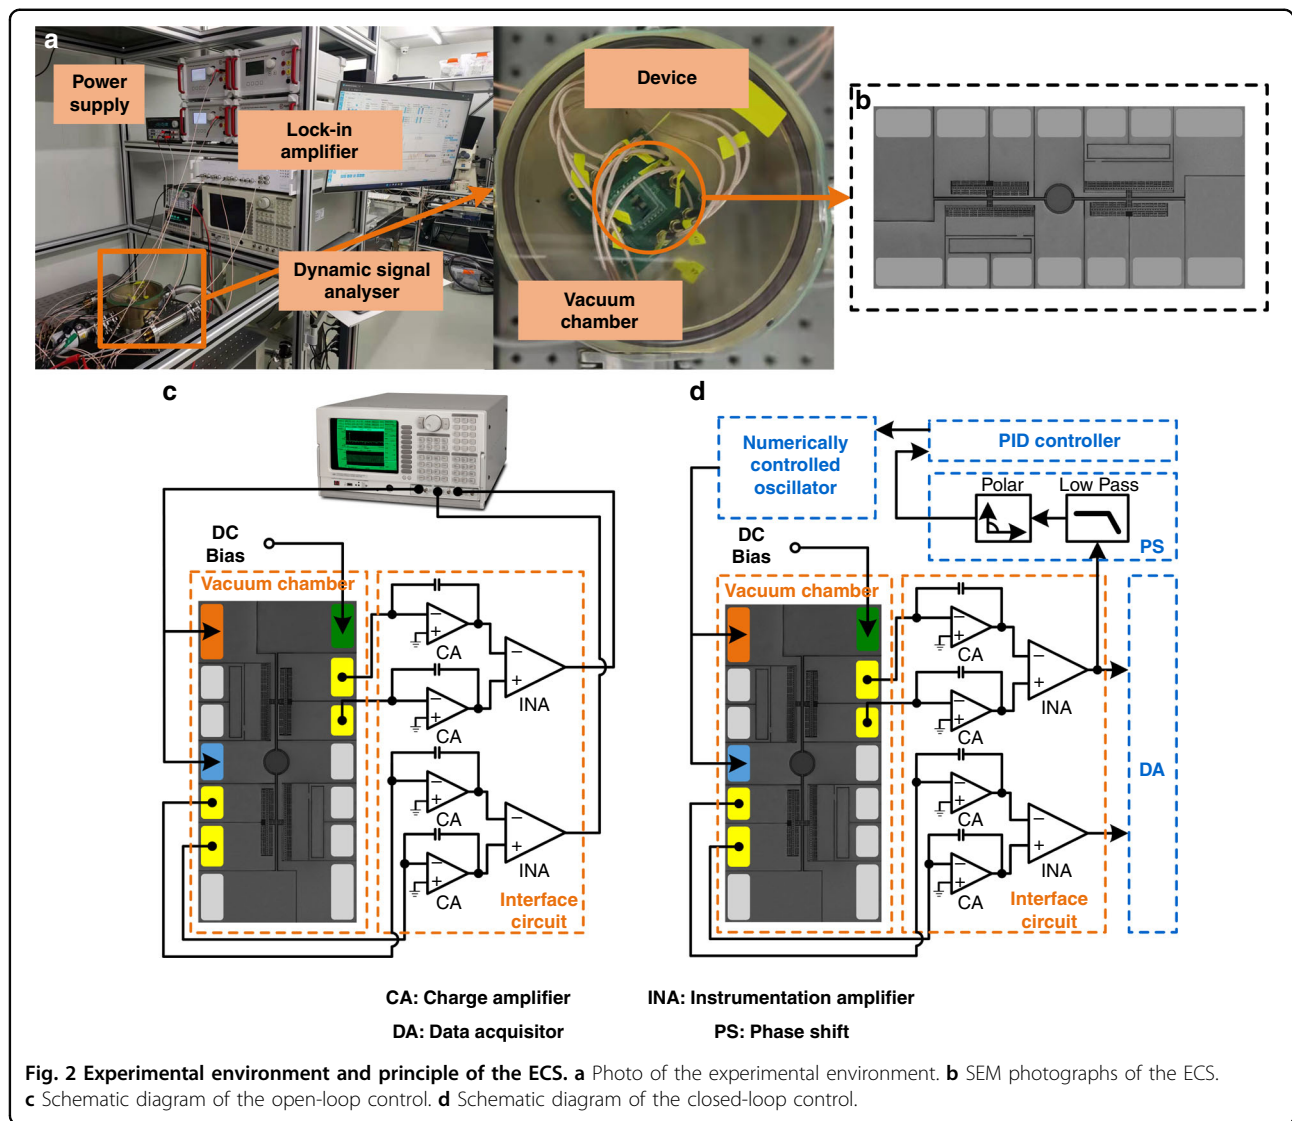 a
Power
supply
Lock-in
amplifier
Dynamic signal
analyser
Device
Vacuum
chamber
b
c
DC
Bias
Vacuum chamber
CA
CA
INA
CA
CA
INA
Interface
circuit
d
Numerically
controlled
oscillator
PID controller
Polar
Low Pass
PS
DC
Bias
Vacuum chamber
CA
CA
INA
CA
CA
INA
Interface
circuit
DA
CA: Charge amplifier
INA: Instrumentation amplifier
DA: Data acquisitor
PS: Phase shift
Fig. 2 Experimental environment and principle of the ECS. a Photo of the experimental environment. b SEM photographs of the ECS.
c Schematic diagram of the open-loop control. d Schematic diagram of the closed-loop control.